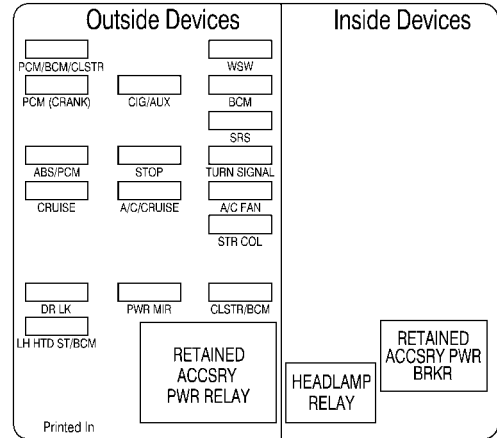 Outside Devices
Inside Devices
PCM/BCM/CLSTR
WSW
PCM (CRANK)
CIG/AUX
BCM
SRS
ABS/PCM
STOP
TURN SIGNAL
CRUISE
A/C/CRUISE
A/C FAN
STR COL
DR LK
PWR MIR
CLSTR/BCM
LH HTD ST/BCM
RETAINED
ACCSRY
PWR RELAY
HEADLAMP
RELAY
RETAINED
ACCSRY PWR
BRKR
Printed In